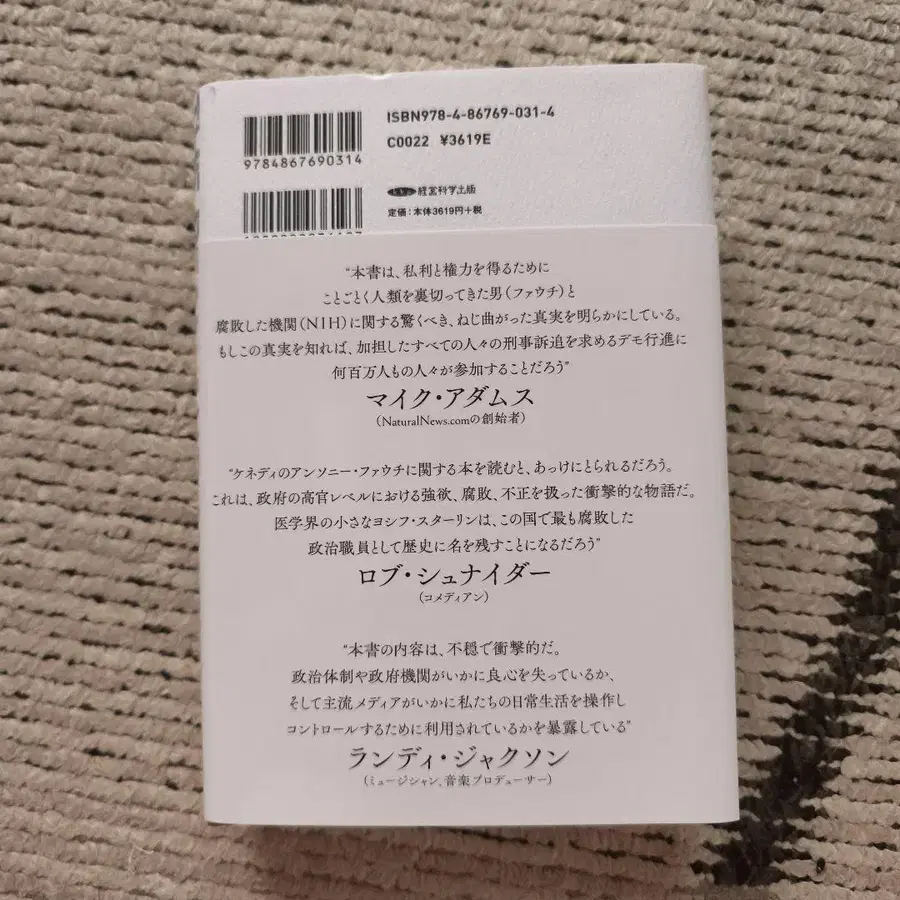 ISBN978-4-86769-031-4
C0022 ¥3619E
9784867690314
経営科学出版
定価：本体3619円＋税
“本書は、私利と権力を得るために
ことごとく人類を裏切ってきた男（ファウチ）と
腐敗した機関（NIH）に関する驚くべき、ねじ曲がった真実を明らかにしている。
もしこの真実を知れば、加担したすべての人々の刑事訴追を求めるデモ行進に
何百万人もの人々が参加することだろう”
マイク・アダムス
（NaturalNews.comの創始者）
“ケネディのアンソニー・ファウチに関する本を読むと、あっけにとられるだろう。
これは、政府の高官レベルにおける強欲、腐敗、不正を扱った衝撃的な物語だ。
医学界の小さなヨシフ・スターリンは、この国で最も腐敗した
政治職員として歴史に名を残すことになるだろう”
ロブ・シュナイダー
（コメディアン）
“本書の内容は、不穏で衝撃的だ。
政治体制や政府機関がいかに良心を失っているか、
そして主流メディアがいかに私たちの日常生活を操作し
コントロールするために利用されているかを暴露している”
ランディ・ジャクソン
（ミュージシャン、音楽プロデューサー）